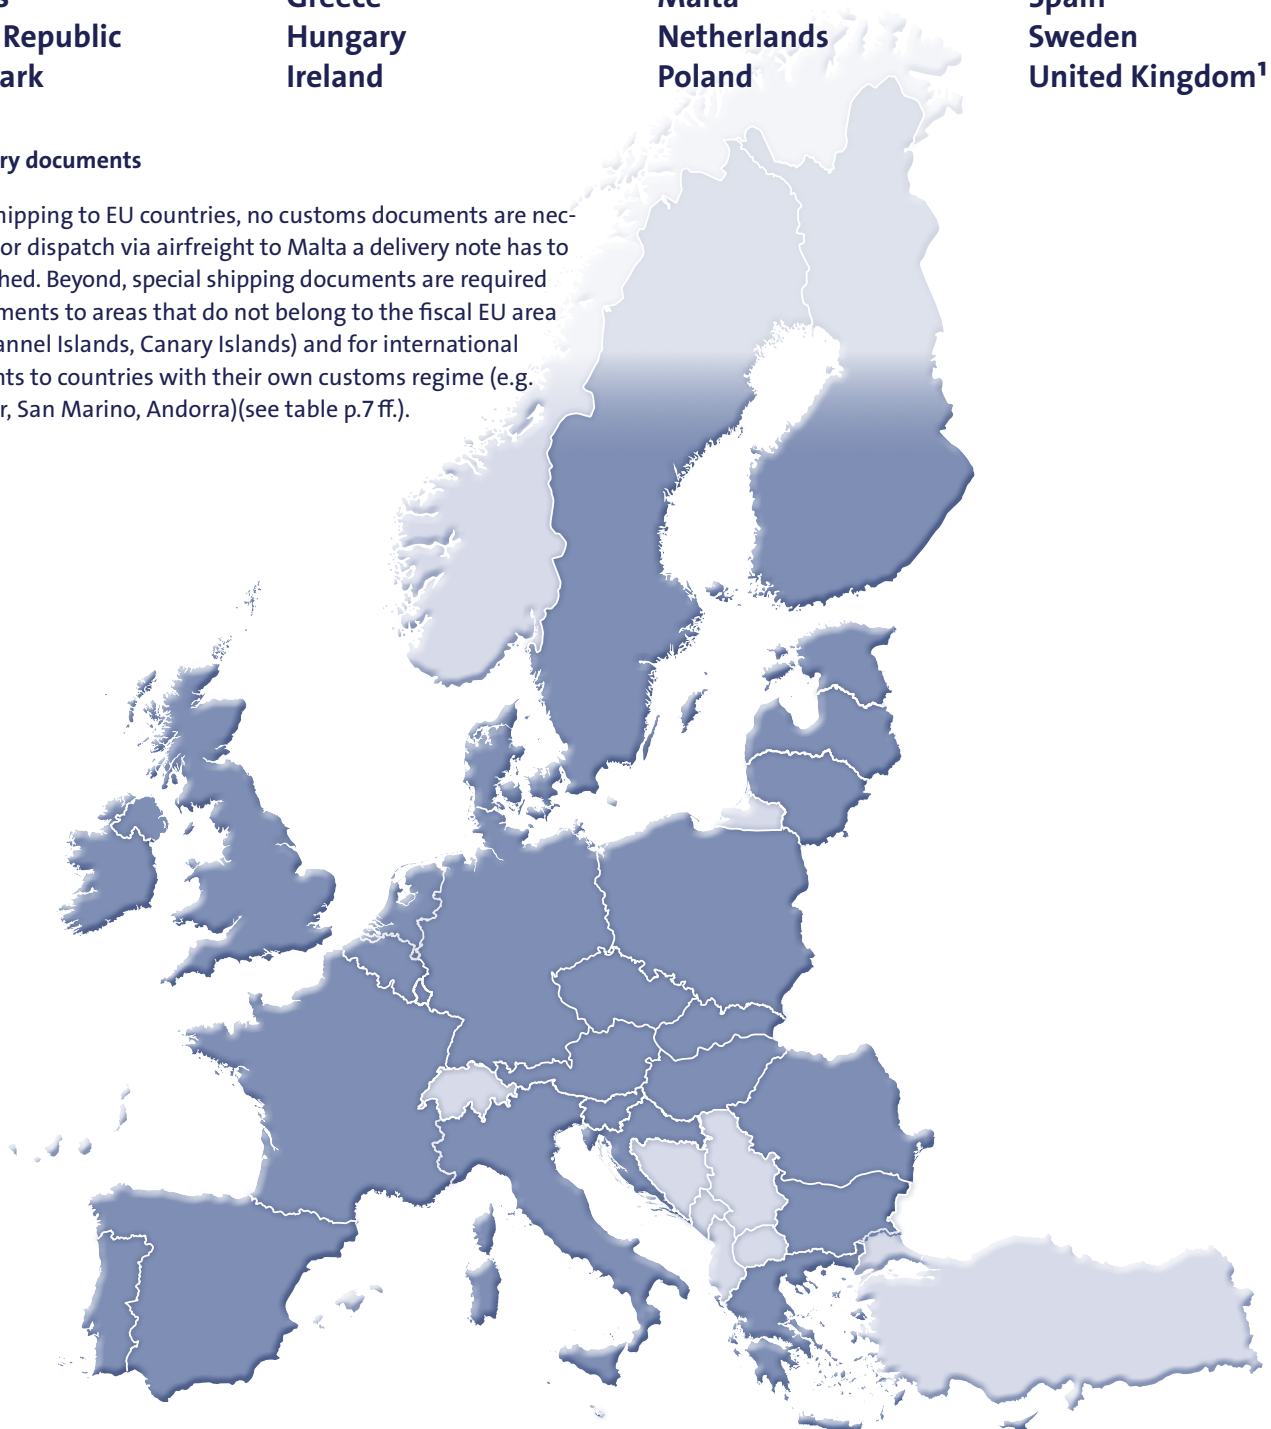 s
Greece
Malta
Spain
Republic
Hungary
Netherlands
Sweden
ark
Ireland
Poland
United Kingdom¹
ry documents
hipping to EU countries, no customs documents are nec-
or dispatch via airfreight to Malta a delivery note has to
hed. Beyond, special shipping documents are required
ments to areas that do not belong to the fiscal EU area
annel Islands, Canary Islands) and for international
nts to countries with their own customs regime (e.g.
r, San Marino, Andorra)(see table p.7 ff.).